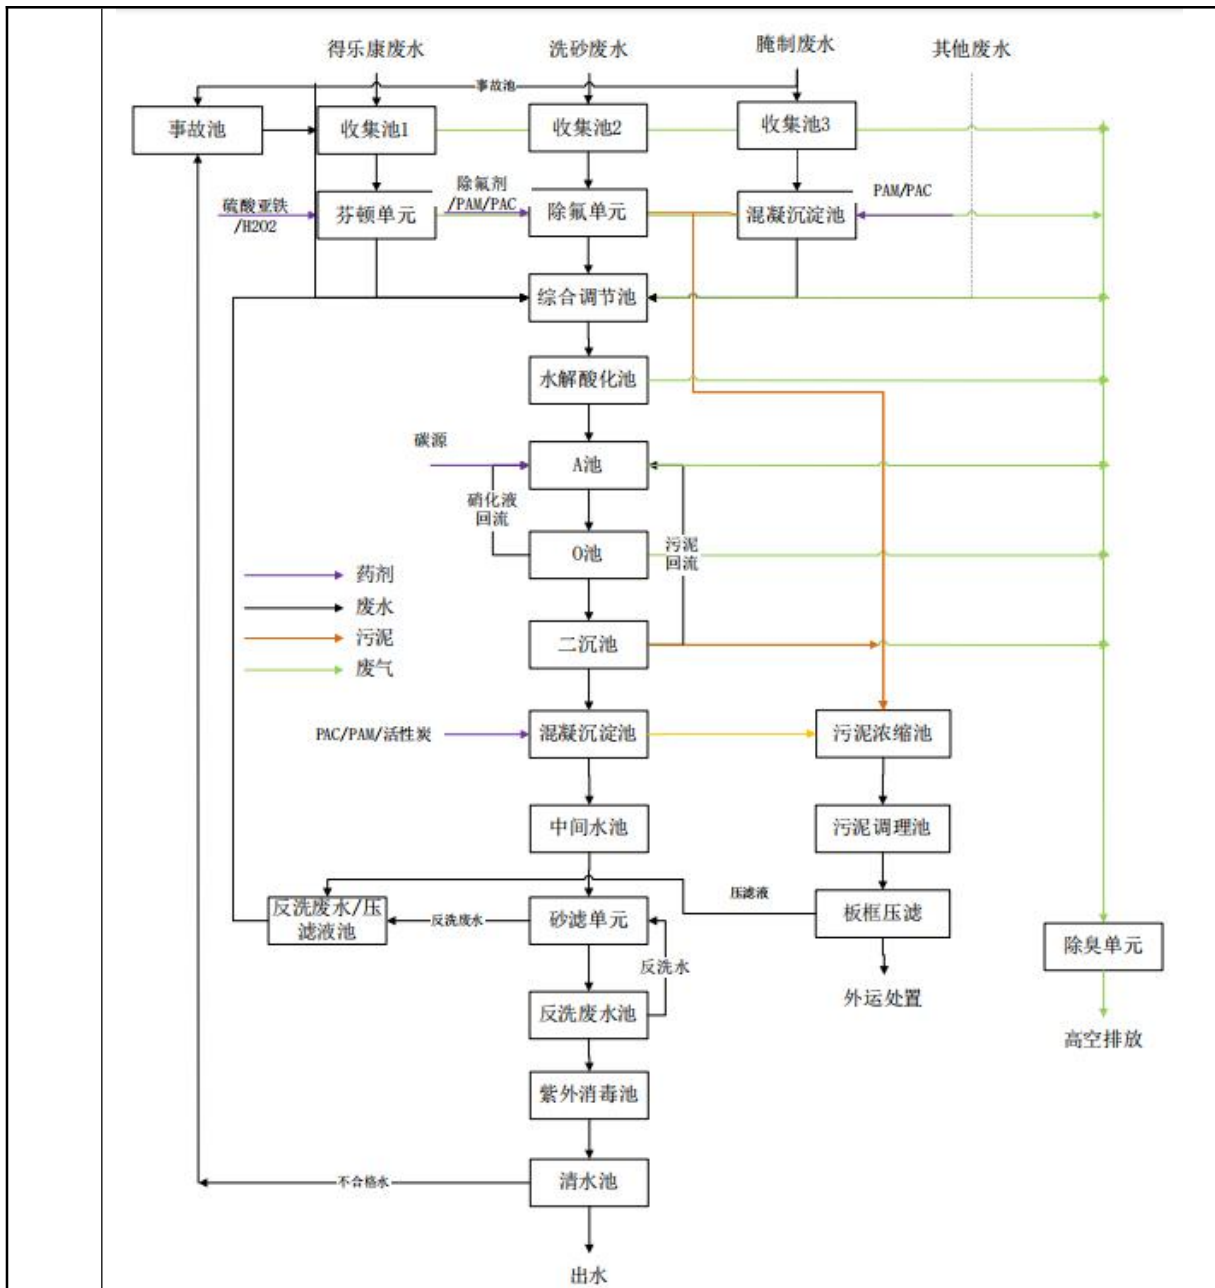 得乐康废水
洗砂废水
腌制废水
其他废水
事故池
事故池
收集池1
收集池2
收集池3
硫酸亚铁
/H2O2
芬顿单元
除氟剂
/PAM/PAC
除氟单元
混凝沉淀池
PAM/PAC
综合调节池
水解酸化池
碳源
A池
硝化液
回流
O池
污泥
回流
药剂
废水
污泥
废气
二沉池
PAC/PAM/活性炭
混凝沉淀池
污泥浓缩池
中间水池
污泥调理池
反洗废水/压
滤液池
反洗废水
砂滤单元
压滤液
板框压滤
除臭单元
反洗水
外运处置
反洗废水池
高空排放
紫外消毒池
不合格水
清水池
出水